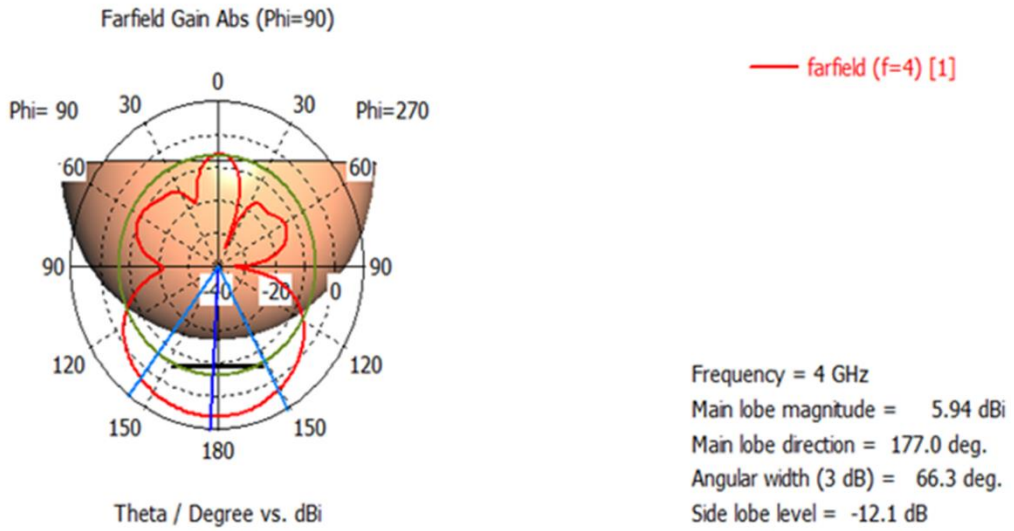 Farfield Gain Abs (Phi=90)
farfield (f=4) [1]
0
30
30
Phi= 90
Phi=270
60
60
90
90
-40
-20
0
120
120
150
150
180
Frequency = 4 GHz
Main lobe magnitude = 5.94 dBi
Main lobe direction = 177.0 deg.
Angular width (3 dB) = 66.3 deg.
Side lobe level = -12.1 dB
Theta / Degree vs. dBi